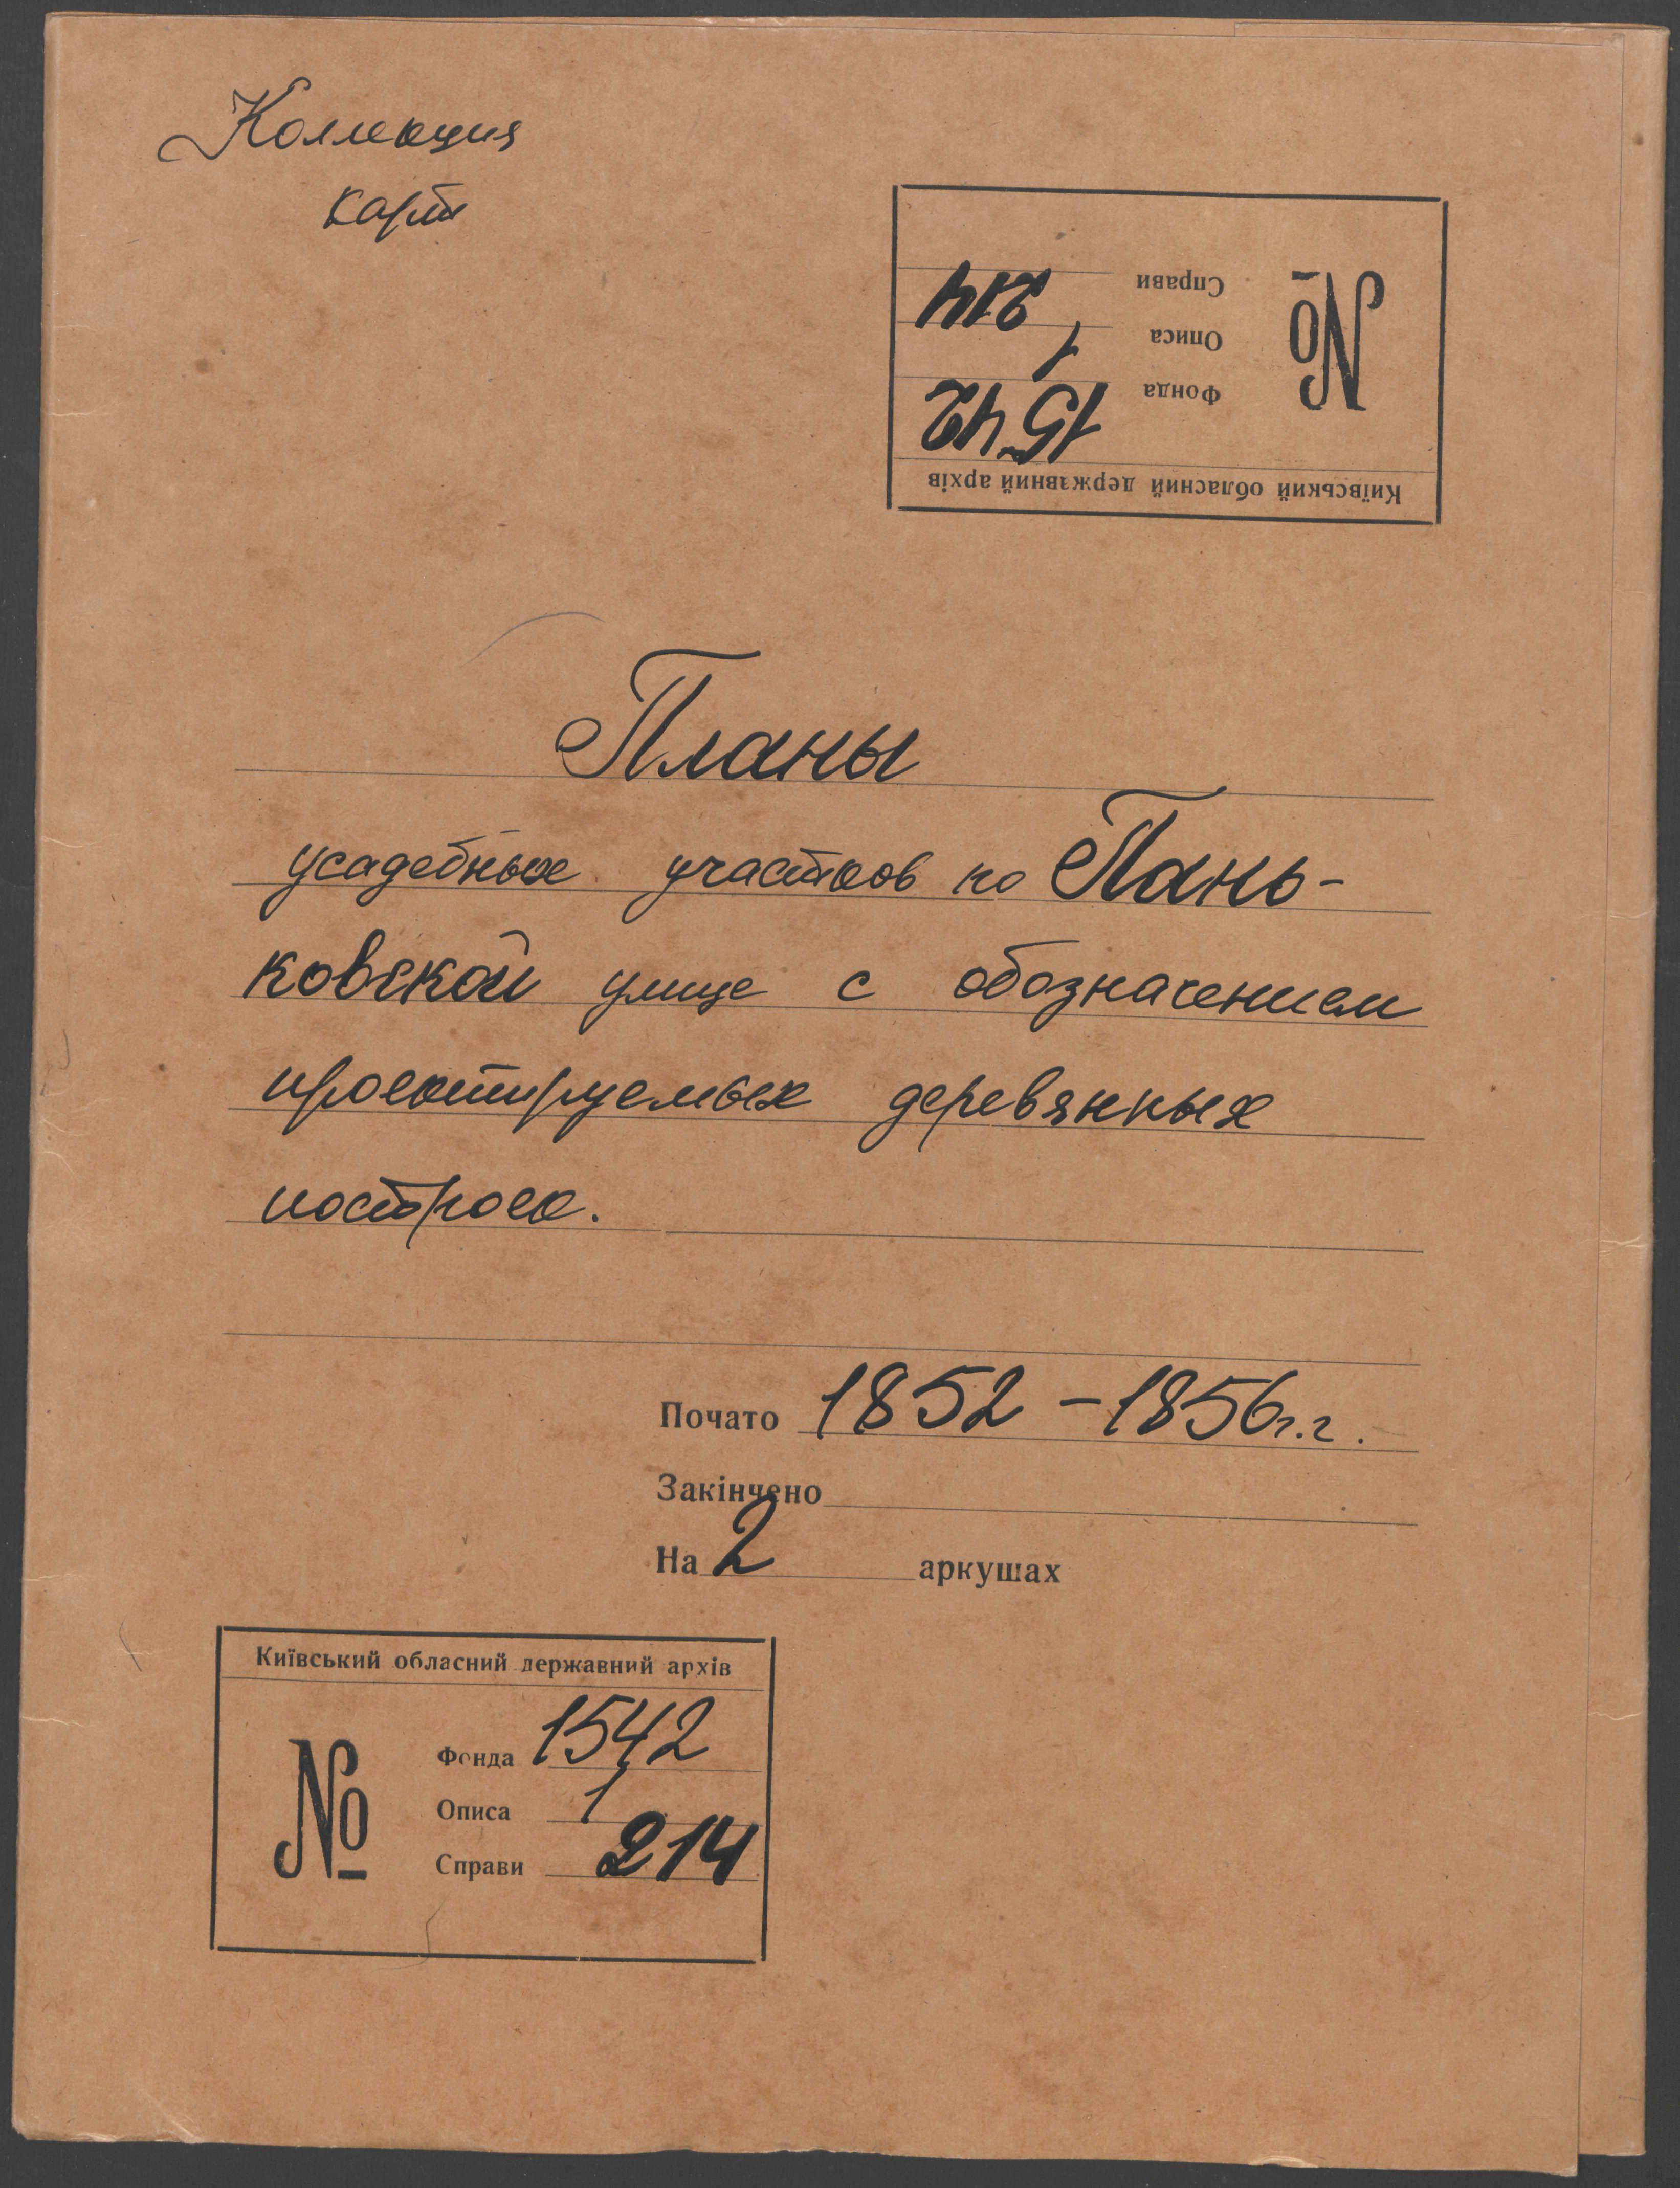 Коллекция
карт
Київський обласний державний архів
№
Фонда 1542
Описа 1
Справи 214
Планы
усадебных участков по Пань-
ковской улице с обозначением
проектируемых деревянных
построек.
Почато 1852 – 1856 г.г.
Закінчено
На 2 аркушах
Київський обласний державний архів
№
Фонда 1542
Описа 1
Справи 214